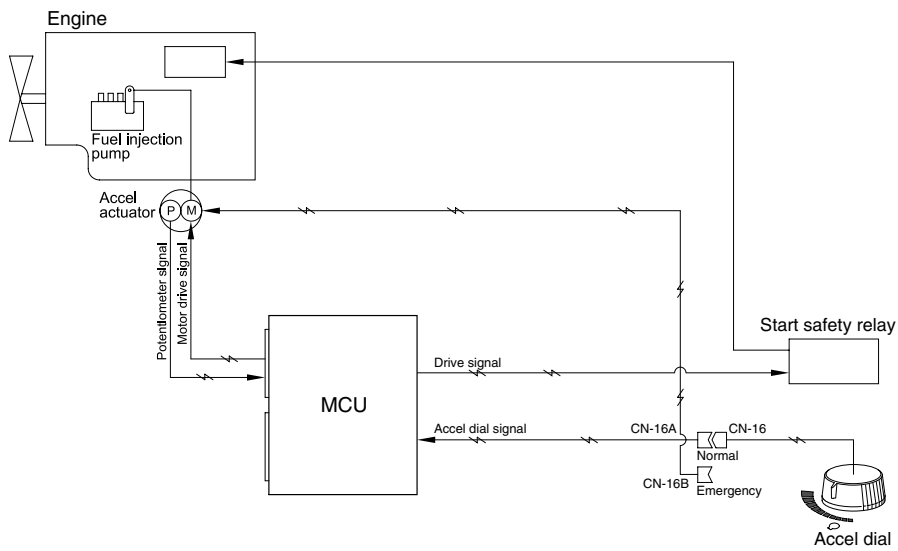 Engine
Fuel injection
pump
Accel
actuator
P
M
Potentiometer signal
Motor drive signal
MCU
Drive signal
Accel dial signal
Start safety relay
CN-16A
CN-16
Normal
CN-16B
Emergency
Accel dial